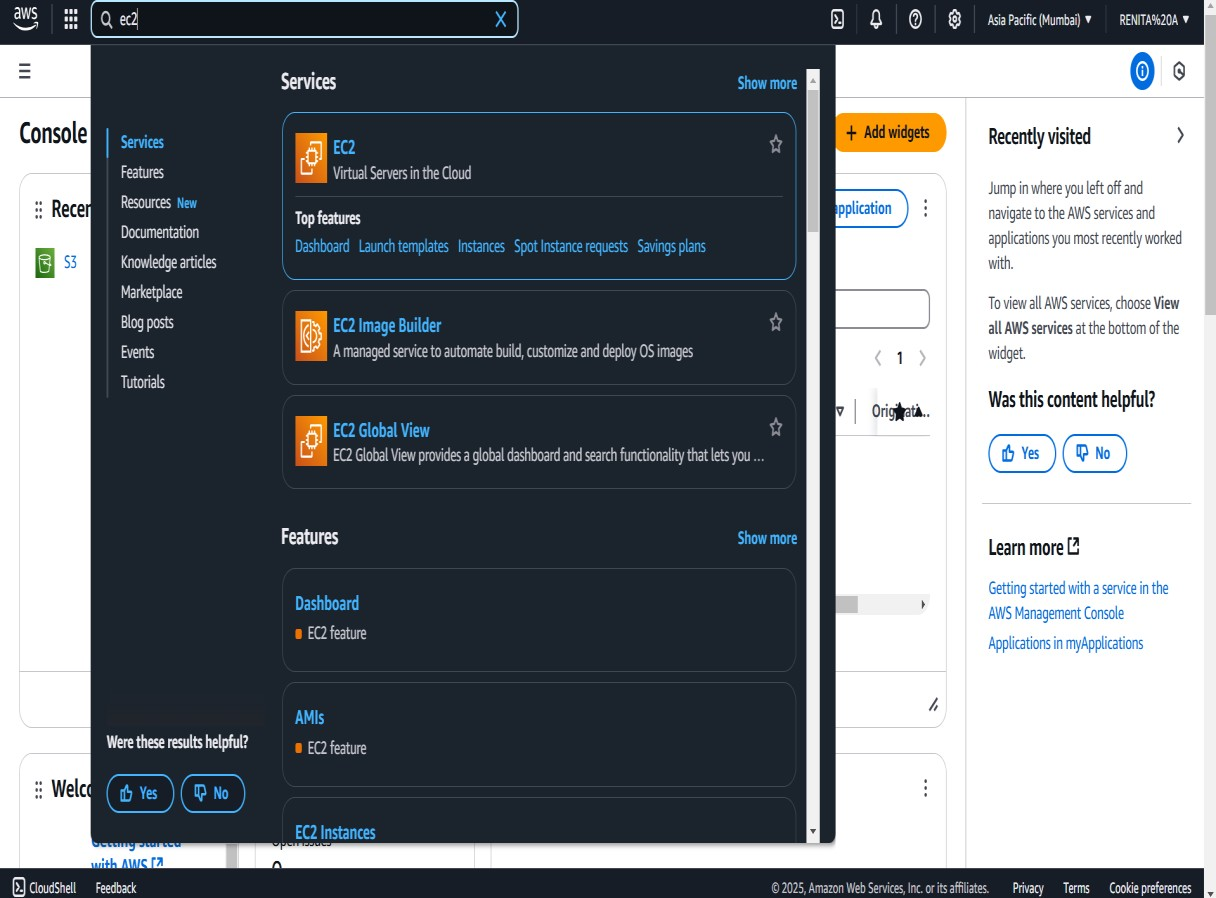 aws
ec2
Asia Pacific (Mumbai)
RENITA%20A
Console
Add widgets
Recer
S3
application
1
Services
Features
Resources New
Documentation
Knowledge articles
Marketplace
Blog posts
Events
Tutorials
Services
Show more
EC2
Virtual Servers in the Cloud
Top features
Dashboard Launch templates Instances Spot Instance requests Savings plans
EC2 Image Builder
A managed service to automate build, customize and deploy OS images
EC2 Global View
EC2 Global View provides a global dashboard and search functionality that lets you ...
Features
Show more
Dashboard
EC2 feature
AMIs
EC2 feature
EC2 Instances
Were these results helpful?
Yes
No
Welc
Getting started
with AWS
Open issues
0
Recently visited
Jump in where you left off and
navigate to the AWS services and
applications you most recently worked
with.
To view all AWS services, choose View
all AWS services at the bottom of the
widget.
Was this content helpful?
Yes
No
Learn more
Getting started with a service in the
AWS Management Console
Applications in myApplications
CloudShell
Feedback
© 2025, Amazon Web Services, Inc. or its affiliates.
Privacy
Terms
Cookie preferences